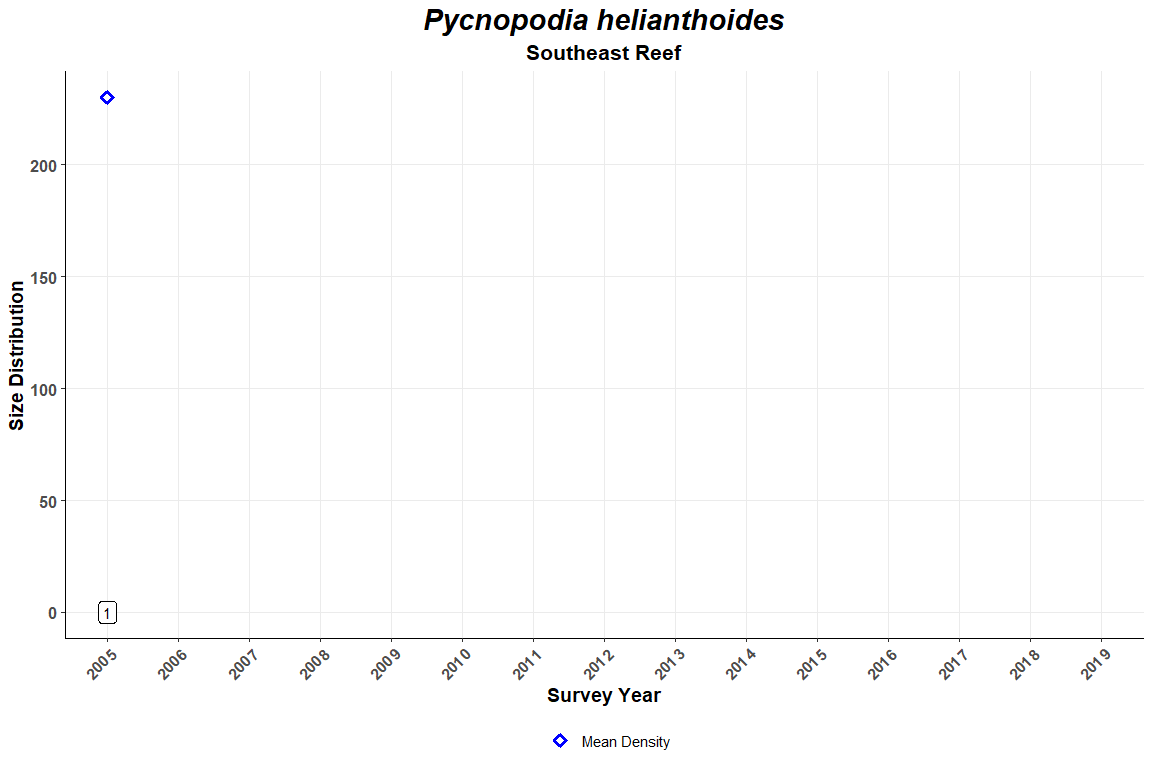 Pycnopodia helianthoides
Southeast Reef
Size Distribution
200
150
100
50
0
1
2005 2006 2007 2008 2009 2010 2011 2012 2013 2014 2015 2016 2017 2018 2019
Survey Year
Mean Density